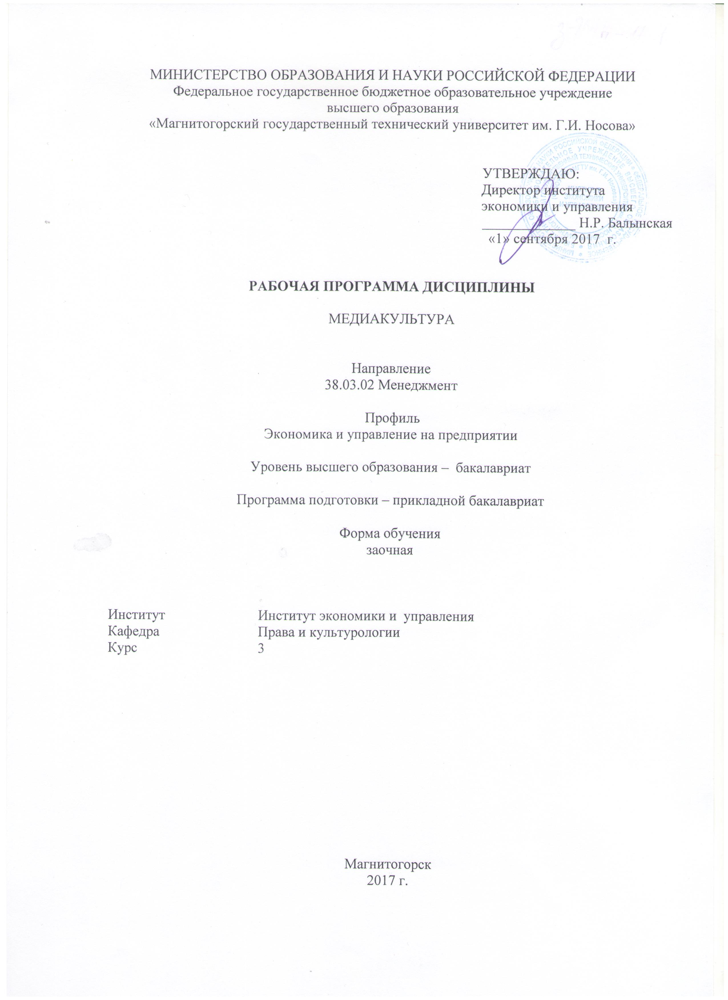 МИНИСТЕРСТВО ОБРАЗОВАНИЯ И НАУКИ РОССИЙСКОЙ ФЕДЕРАЦИИ
Федеральное государственное бюджетное образовательное учреждение
высшего образования
«Магнитогорский государственный технический университет им. Г.И. Носова»
УТВЕРЖДАЮ:
Директор института
экономики и управления
_____________ Н.Р. Балынская
«1» сентября 2017 г.
РАБОЧАЯ ПРОГРАММА ДИСЦИПЛИНЫ
МЕДИАКУЛЬТУРА
Направление
38.03.02 Менеджмент
Профиль
Экономика и управление на предприятии
Уровень высшего образования – бакалавриат
Программа подготовки – прикладной бакалавриат
Форма обучения
заочная
Институт Институт экономики и управления
Кафедра Права и культурологии
Курс 3
Магнитогорск
2017 г.